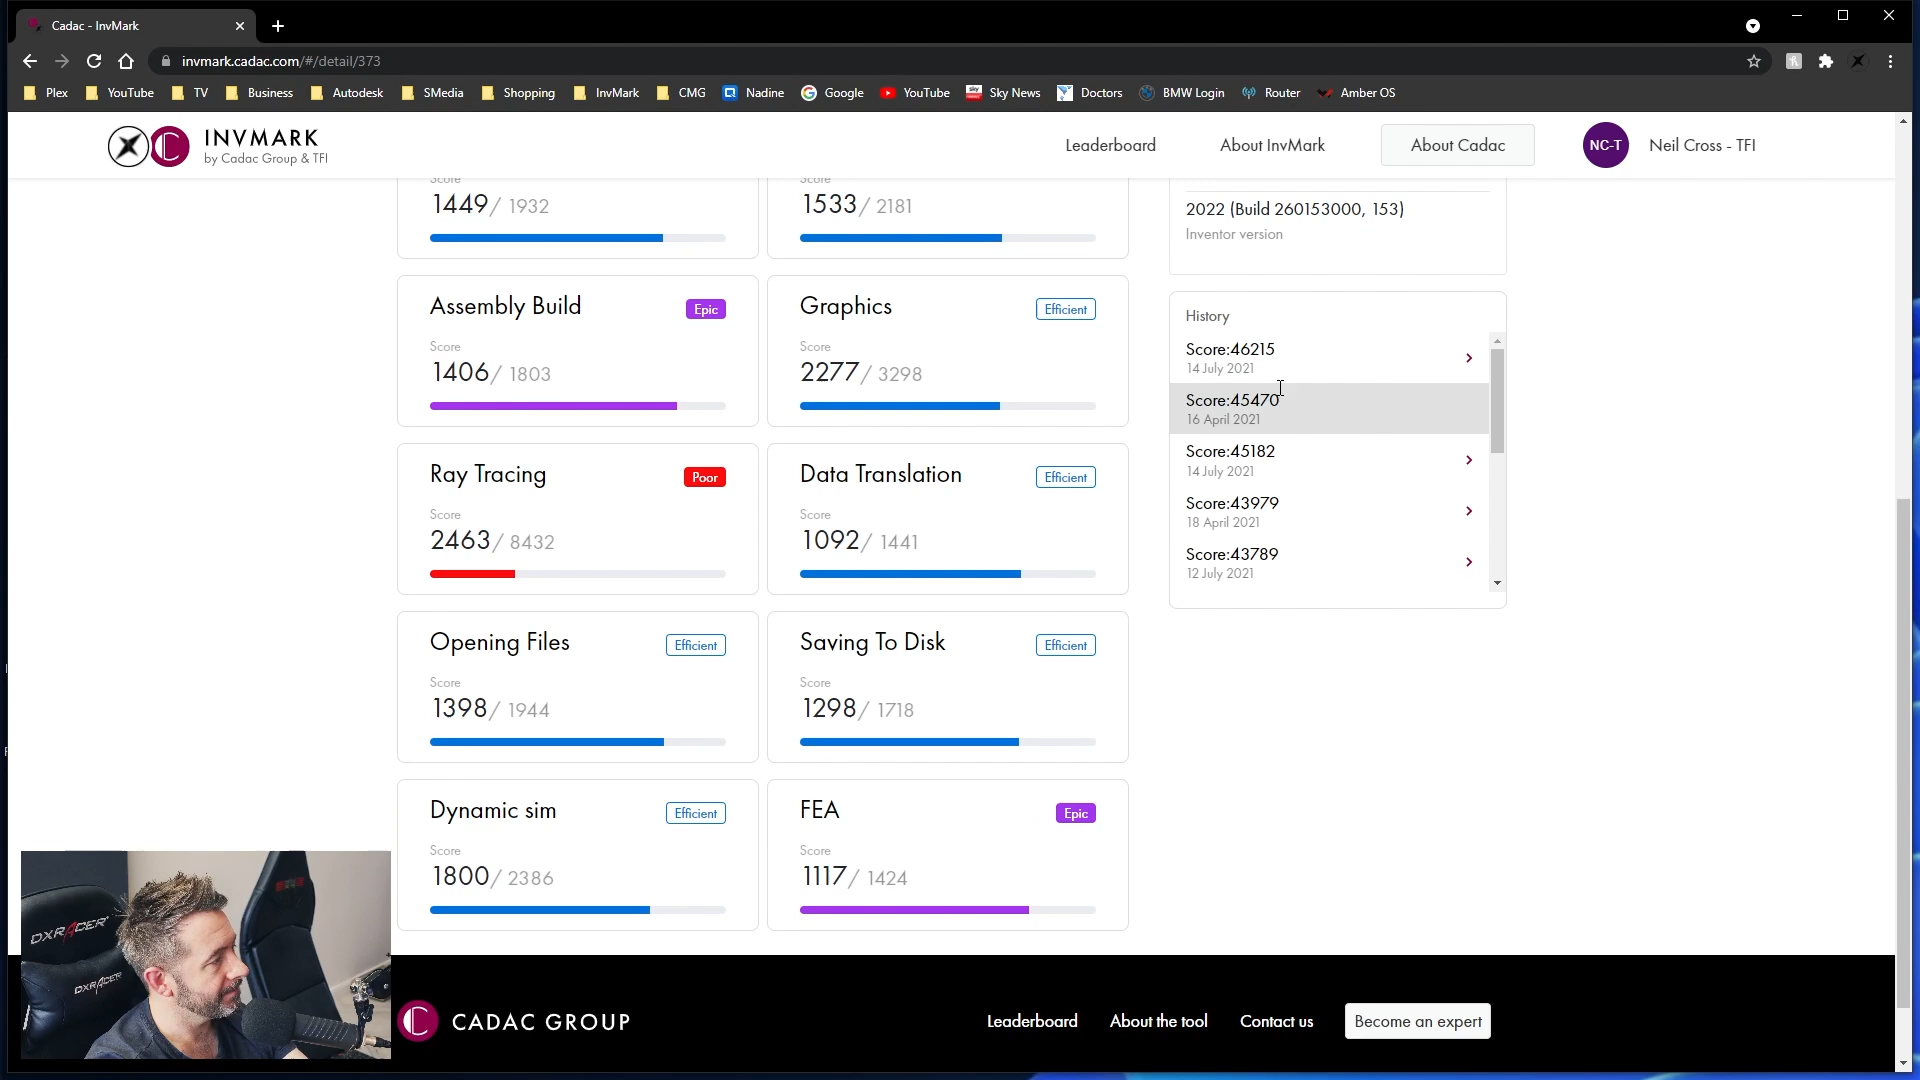 Cadac - InvMark
invmark.cadac.com/#/detail/373
Plex YouTube TV Business Autodesk SMedia Shopping InvMark CMG Nadine Google YouTube Sky News Doctors BMW Login Router Amber OS
INVMARK
by Cadac Group & TFI
Leaderboard About InvMark About Cadac NC-T Neil Cross - TFI
Score
1449/ 1932
Score
1533/ 2181
2022 (Build 260153000, 153)
Inventor version
Assembly Build Epic
Score
1406/ 1803
Graphics Efficient
Score
2277/ 3298
Ray Tracing Poor
Score
2463/ 8432
Data Translation Efficient
Score
1092/ 1441
Opening Files Efficient
Score
1398/ 1944
Saving To Disk Efficient
Score
1298/ 1718
Dynamic sim Efficient
Score
1800/ 2386
FEA Epic
Score
1117/ 1424
History
Score:46215
14 July 2021
Score:45470
16 April 2021
Score:45182
14 July 2021
Score:43979
18 April 2021
Score:43789
12 July 2021
DXRACER
DXRACER
CADAC GROUP
Leaderboard About the tool Contact us Become an expert